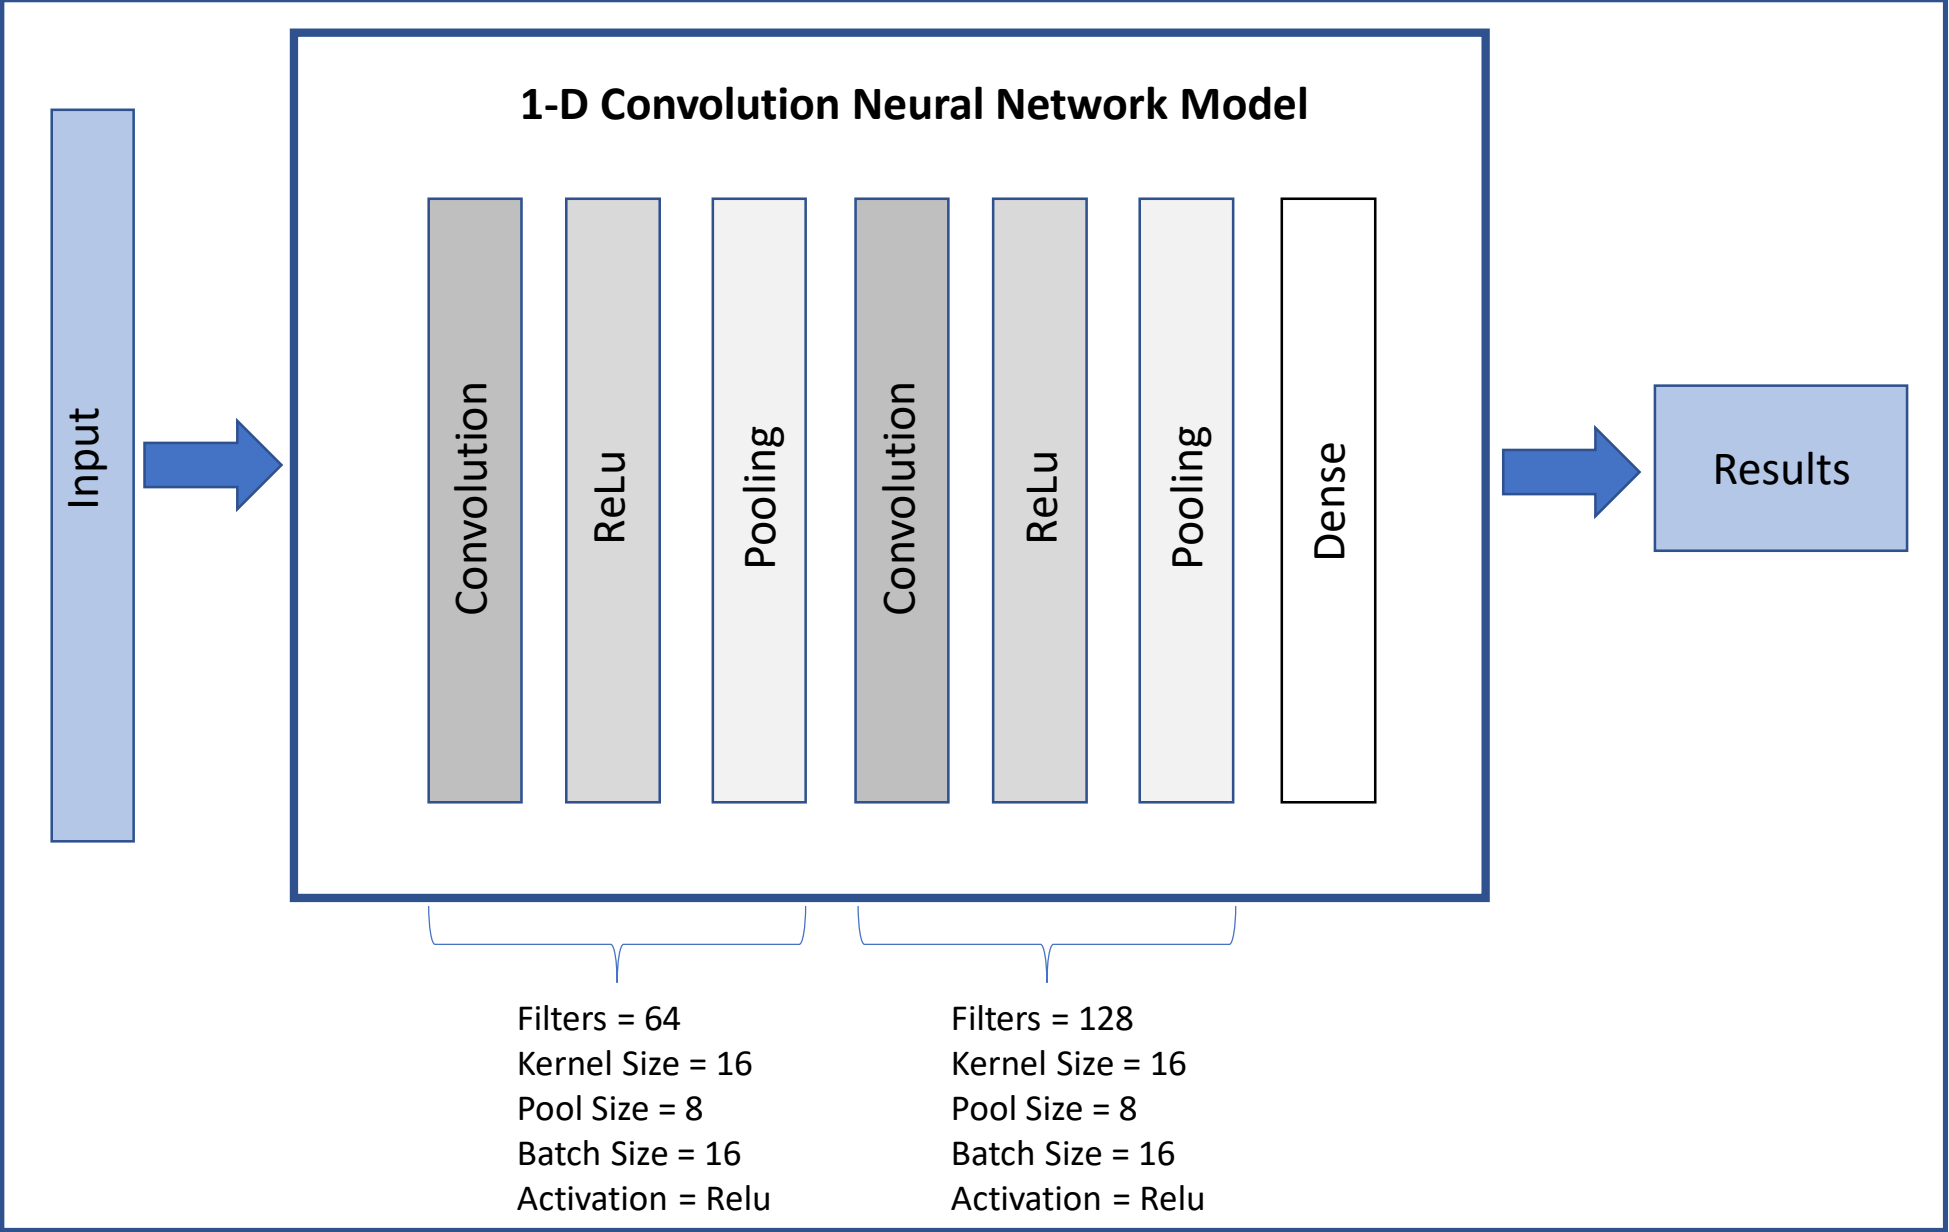 1-D Convolution Neural Network Model
Input
Convolution
ReLu
Pooling
Convolution
ReLu
Pooling
Dense
Results
Filters = 64
Kernel Size = 16
Pool Size = 8
Batch Size = 16
Activation = Relu
Filters = 128
Kernel Size = 16
Pool Size = 8
Batch Size = 16
Activation = Relu